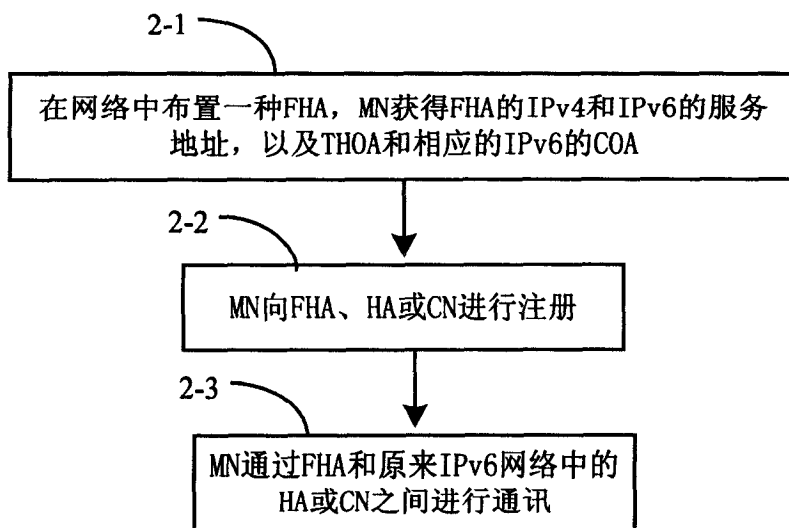 2-1
在网络中布置一种FHA，MN获得FHA的IPv4和IPv6的服务
地址，以及THOA和相应的IPv6的COA
2-2
MN向FHA、HA或CN进行注册
2-3
MN通过FHA和原来IPv6网络中的
HA或CN之间进行通讯